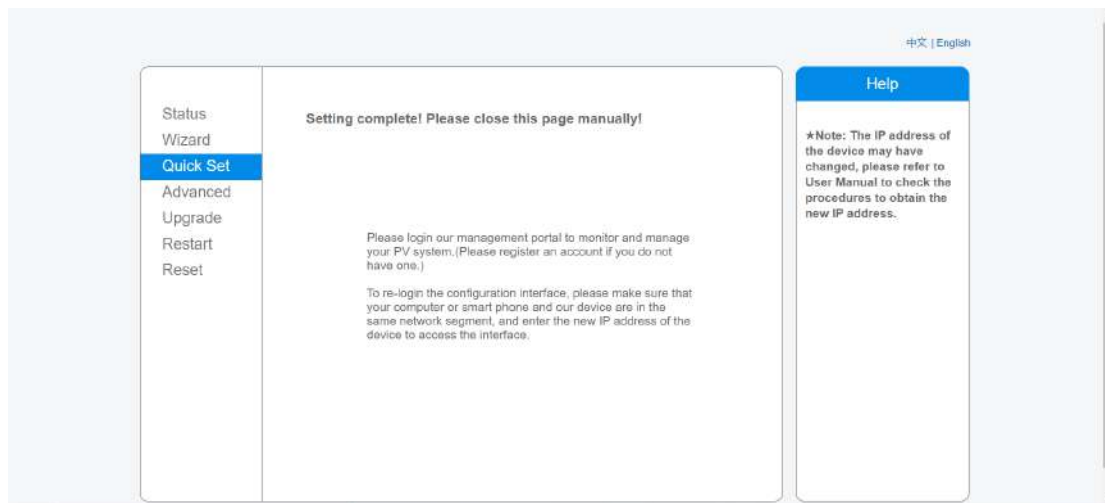 中文 | English
Status
Wizard
Quick Set
Advanced
Upgrade
Restart
Reset
Setting complete! Please close this page manually!
Please login our management portal to monitor and manage
your PV system.(Please register an account if you do not
have one.)
To re-login the configuration interface, please make sure that
your computer or smart phone and our device are in the
same network segment, and enter the new IP address of the
device to access the interface.
Help
★Note: The IP address of
the device may have
changed, please refer to
User Manual to check the
procedures to obtain the
new IP address.